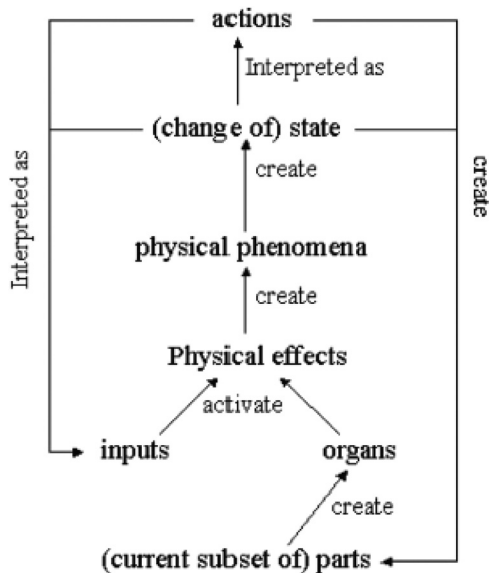 actions
Interpreted as
(change of) state
create
Interpreted as
create
physical phenomena
create
Physical effects
activate
inputs
organs
create
(current subset of) parts